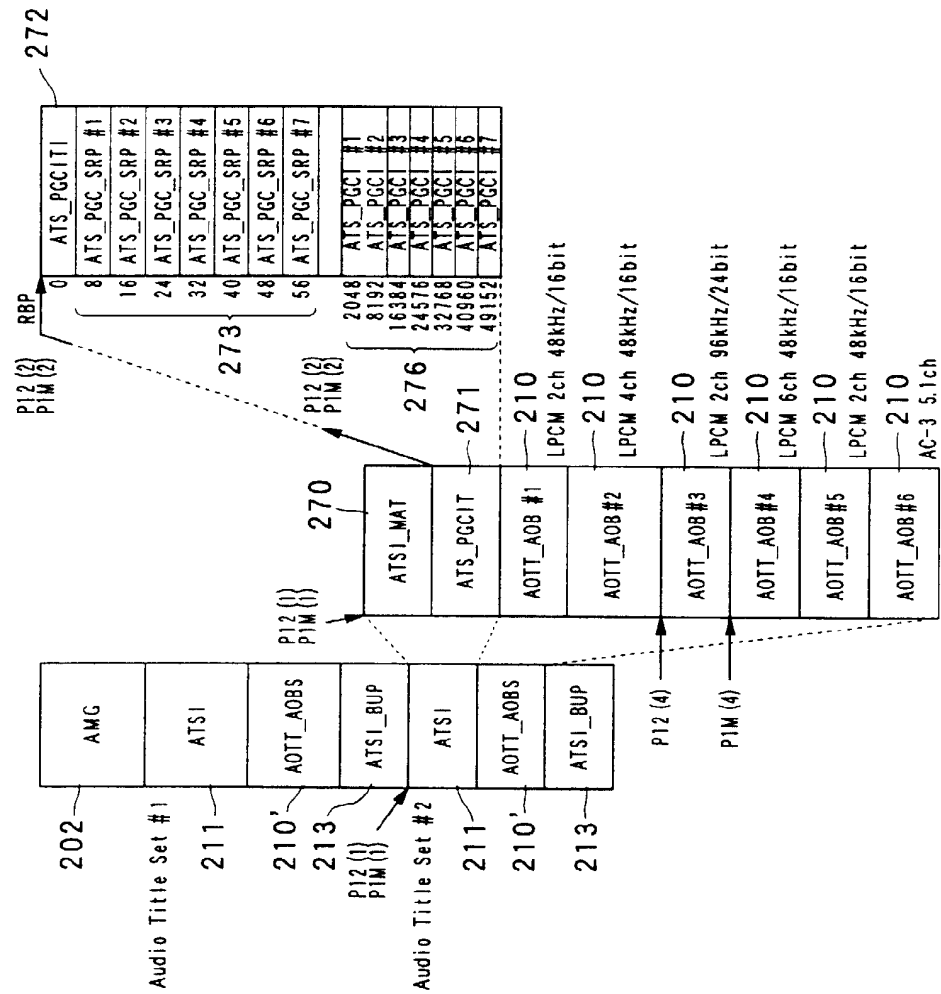 202
AMG
Audio Title Set #1
211
ATSI
210'
AOTT_AOBS
213
ATSI_BUP
P12 (1)
P1M (1)
Audio Title Set #2
211
ATSI
210'
AOTT_AOBS
213
ATSI_BUP
P12 (1)
P1M (1)
270
ATSI_MAT
271
ATS_PGCIT
AOTT_AOB #1
210
LPCM 2ch 48kHz/16bit
AOTT_AOB#2
210
LPCM 4ch 48kHz/16bit
P12 (4)
AOTT_AOB#3
210
LPCM 2ch 96kHz/24bit
P1M (4)
AOTT_AOB#4
210
LPCM 6ch 48kHz/16bit
AOTT_AOB#5
210
LPCM 2ch 48kHz/16bit
AOTT_AOB#6
210
AC-3 5.1ch
P12 (2)
P1M (2)
RBP
272
0 ATS_PGCITI
8 ATS_PGC_SRP #1
16 ATS_PGC_SRP #2
24 ATS_PGC_SRP #3
32 ATS_PGC_SRP #4
40 ATS_PGC_SRP #5
48 ATS_PGC_SRP #6
56 ATS_PGC_SRP #7
273
P12 (2)
P1M (2)
276
2048 ATS_PGCI #1
8192 ATS_PGCI #2
16384 ATS_PGCI #3
24576 ATS_PGCI #4
32768 ATS_PGCI #5
40960 ATS_PGCI #6
49152 ATS_PGCI #7